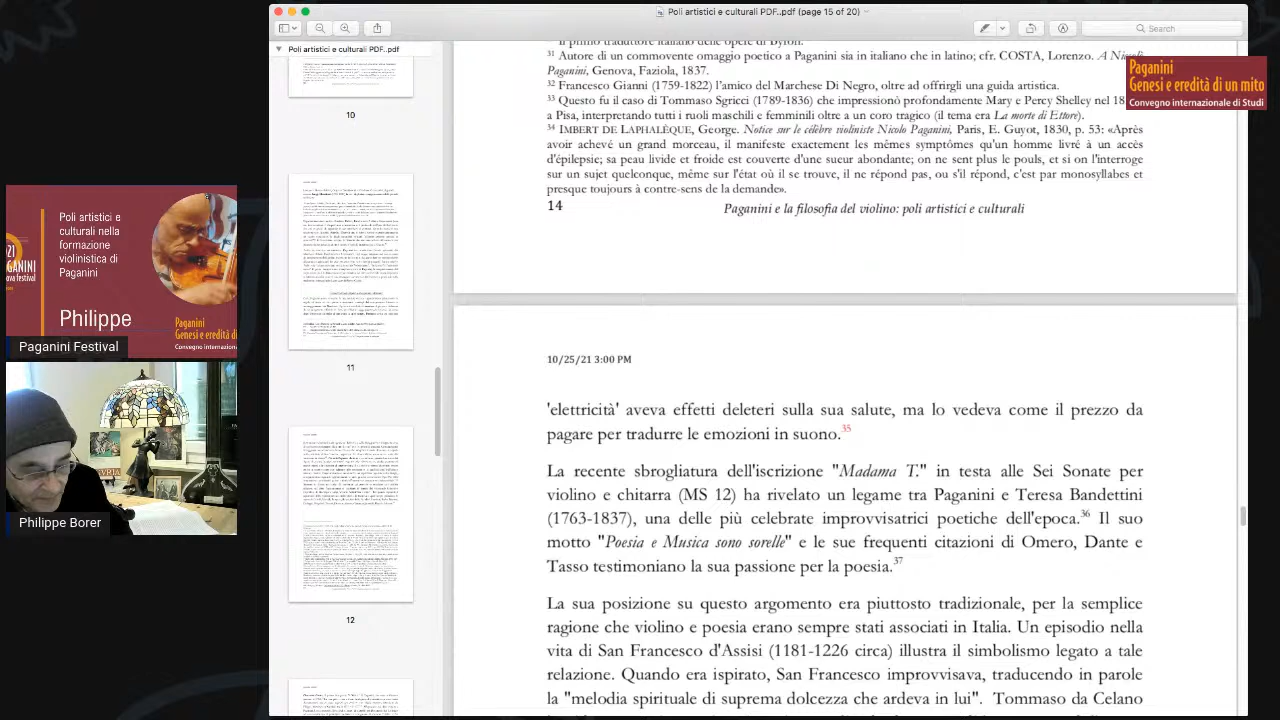 Poli artistici e culturali PDF..pdf (page 15 of 20)
Search
Poli artistici e culturali PDF..pdf
10
11
12
Paganini
Genesi e eredità di un mito
Convegno internazionale di Studi
Poli artistici e
culturali nella
formazione
violinistica di
Paganini
Philippe
Paganini
Genesi e eredità d
Convegno internazion
Paganini Festival
Philippe Borer
31 Autore di un commovente omaggio poetico a Paganini sia in italiano che in latino; cfr. COSTA Lorenzo. A Nicolò
Paganini, Genova, Faziola, 1837.
32 Francesco Gianni (1759-1822) l'amico del Marchese Di Negro, oltre ad offrirgli una guida artistica.
33 Questo fu il caso di Tommaso Sgricci (1789-1836) che impressionò profondamente Mary e Percy Shelley nel
a Pisa, interpretando tutti i ruoli maschili e femminili oltre a un coro tragico (il tema era La morte di Ettore).
34 IMBERT DE LAPHALÈQUE, George. Notice sur le célèbre violiniste Nicolo Paganini, Paris, E. Guyot, 1830, p. 53: «Après
avoir achevé un grand morceau, il manifeste exactement les mêmes symptômes qu'un homme livré à un accès
d'épilepsie; sa peau livide et froide est couverte d'une sueur abondante; on ne sent plus le pouls, et si on l'interroge
sur un sujet quelconque, même sur l'état où il se trouve, il ne répond pas, ou s'il répond, c'est par monosyllabes et
presque toujours à contre-sens de la demande».
14
del violino: poli artistici e culturali
10/25/21 3:00 PM
'elettricità' aveva effetti deleteri sulla sua salute, ma lo vedeva come il prezzo da
pagare per tradurre le emozioni in suono.35
La recente sbrogliatura dell'iscrizione "Madama T." in testa alle Sei Sonate per
violino e chitarra (MS 12) conferma un legame tra Paganini e Teresa Bandettini
(1763-1837), una delle più rinomate improvvisatrici poetiche dell'epoca.36 Il suo
motto "Poesia Musica Sorelle" e le sue frequenti citazioni di Omero, Dante e
Tasso testimoniano la sua passione per la poesia.37
La sua posizione su questo argomento era piuttosto tradizionale, per la semplice
ragione che violino e poesia erano sempre stati associati in Italia. Un episodio nella
vita di San Francesco d'Assisi (1181-1226 circa) illustra il simbolismo legato a tale
relazione. Quando era ispirato, San Francesco improvvisava, traducendo in parole
la "melodia spirituale di superna dolcezza che ardeva in lui". Tommaso da Celano